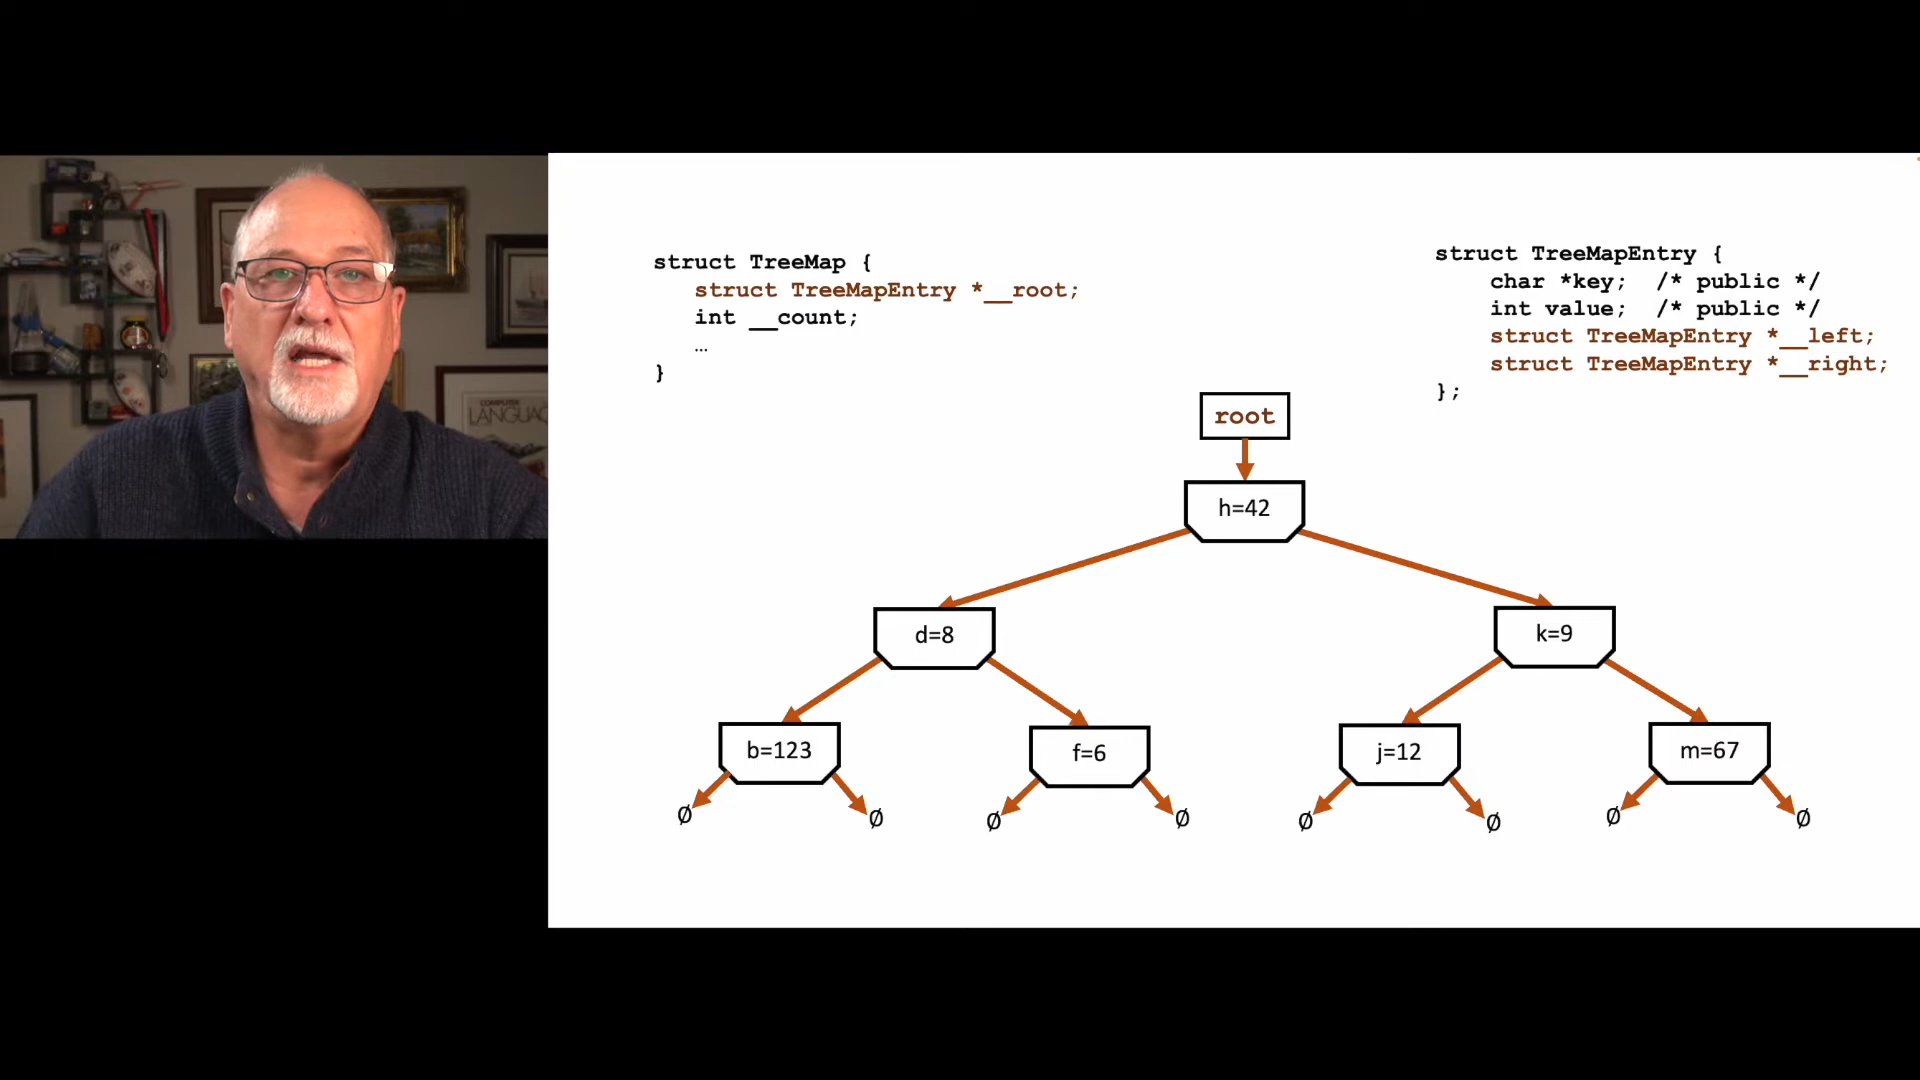 COMPUTER
struct TreeMap {
struct TreeMapEntry *__root;
int __count;
…
}
struct TreeMapEntry {
char *key; /* public */
int value; /* public */
struct TreeMapEntry *__left;
struct TreeMapEntry *__right;
};
root
h=42
d=8
k=9
b=123
f=6
j=12
m=67
Ø
Ø
Ø
Ø
Ø
Ø
Ø
Ø